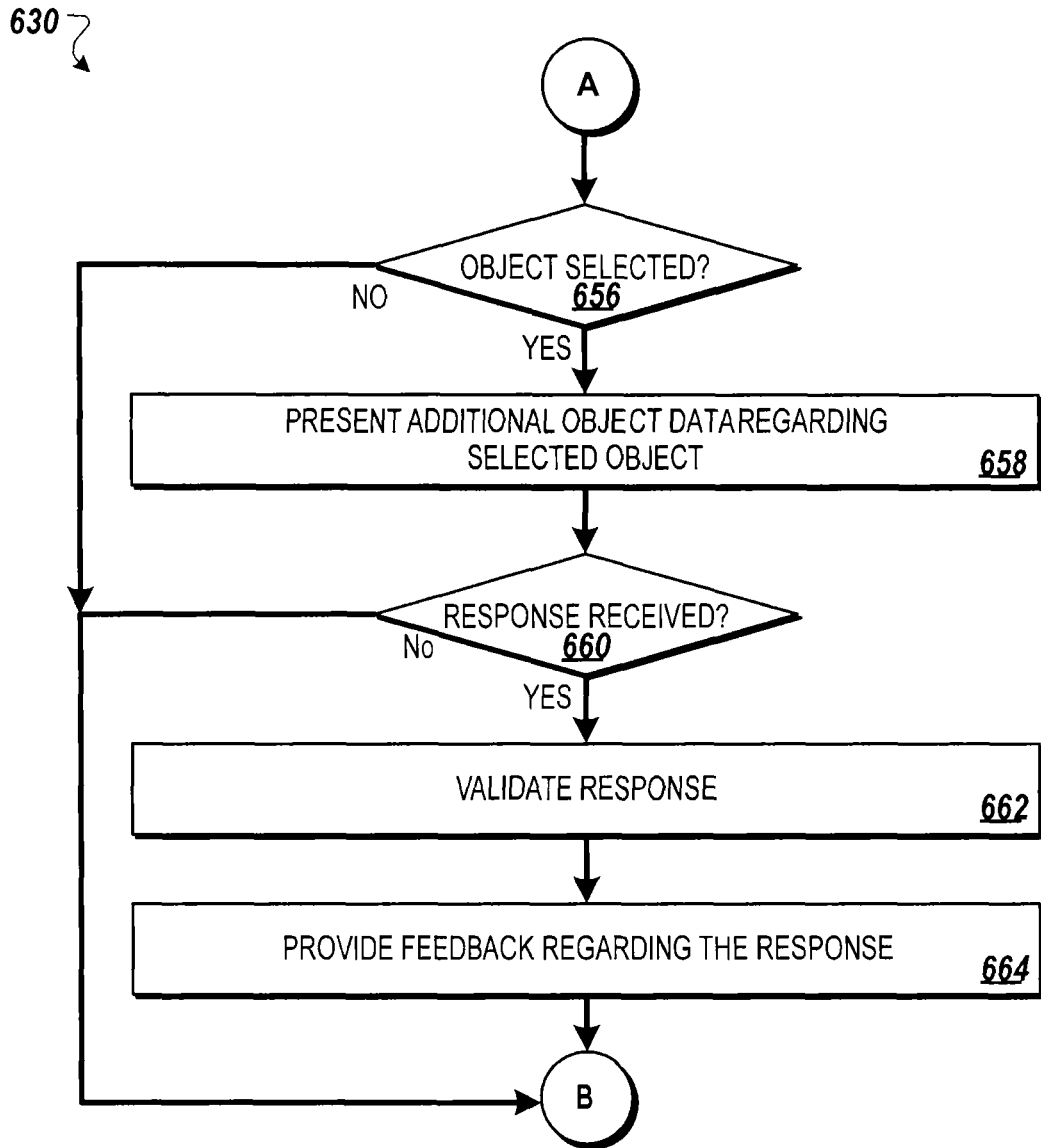 630
A
OBJECT SELECTED?
656
NO
YES
PRESENT ADDITIONAL OBJECT DATAREGARDING
SELECTED OBJECT
658
RESPONSE RECEIVED?
660
No
YES
VALIDATE RESPONSE
662
PROVIDE FEEDBACK REGARDING THE RESPONSE
664
B